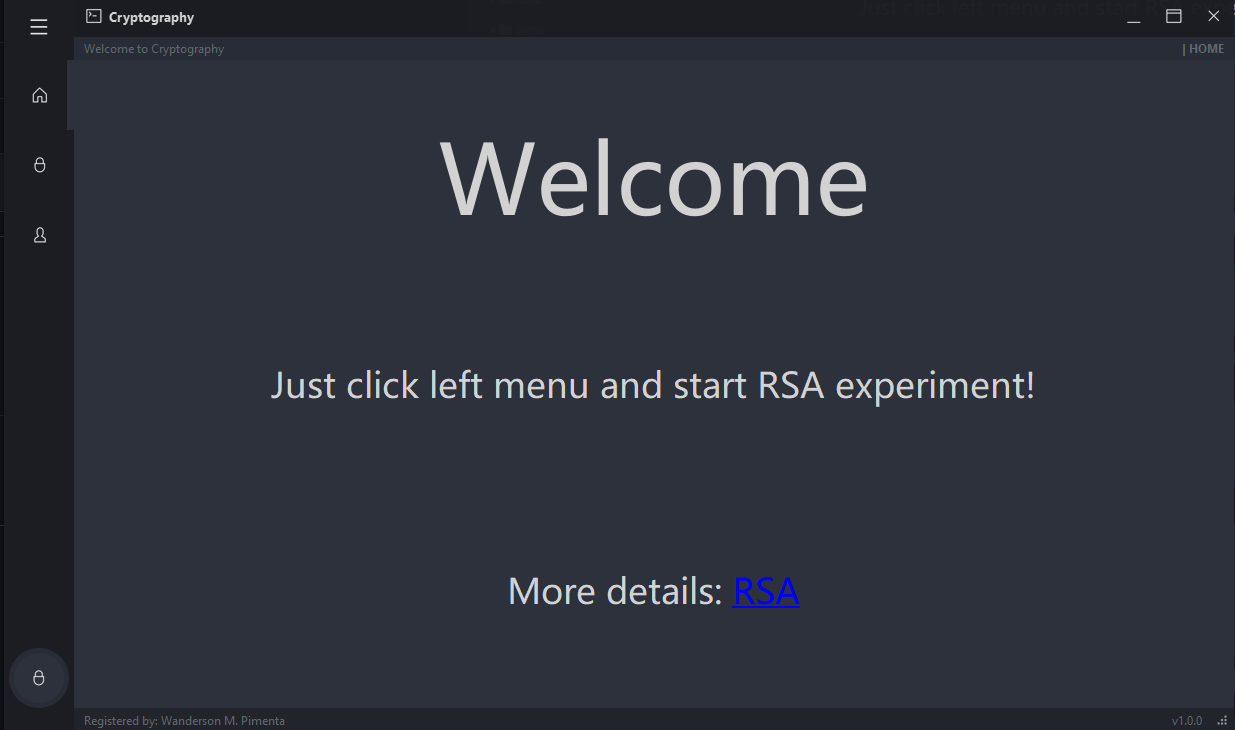 Cryptography
Welcome to Cryptography
| HOME
Welcome
Just click left menu and start RSA experiment!
More details: RSA
Registered by: Wanderson M. Pimenta
v1.0.0